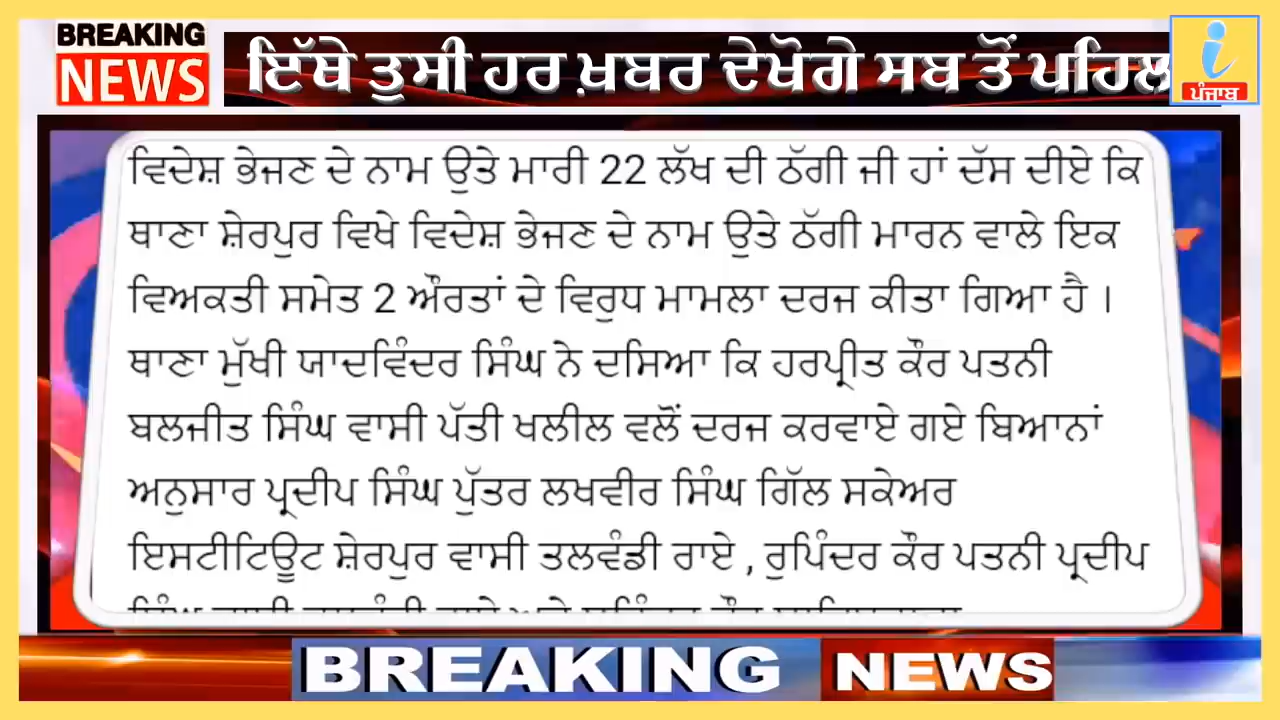 BREAKING
NEWS
ਇੱਥੇ ਤੁਸੀ ਹਰ ਖ਼ਬਰ ਦੇਖੋਗੇ ਸਬ ਤੋਂ ਪਹਿਲ
i
ਪੰਜਾਬ
ਵਿਦੇਸ਼ ਭੇਜਣ ਦੇ ਨਾਮ ਉਤੇ ਮਾਰੀ 22 ਲੱਖ ਦੀ ਠੱਗੀ ਜੀ ਹਾਂ ਦੱਸ ਦੀਏ ਕਿ
ਥਾਣਾ ਸ਼ੇਰਪੁਰ ਵਿਖੇ ਵਿਦੇਸ਼ ਭੇਜਣ ਦੇ ਨਾਮ ਉਤੇ ਠੱਗੀ ਮਾਰਨ ਵਾਲੇ ਇਕ
ਵਿਅਕਤੀ ਸਮੇਤ 2 ਔਰਤਾਂ ਦੇ ਵਿਰੁਧ ਮਾਮਲਾ ਦਰਜ ਕੀਤਾ ਗਿਆ ਹੈ ।
ਥਾਣਾ ਮੁੱਖੀ ਯਾਦਵਿੰਦਰ ਸਿੰਘ ਨੇ ਦਸਿਆ ਕਿ ਹਰਪ੍ਰੀਤ ਕੌਰ ਪਤਨੀ
ਬਲਜੀਤ ਸਿੰਘ ਵਾਸੀ ਪੱਤੀ ਖਲੀਲ ਵਲੋਂ ਦਰਜ ਕਰਵਾਏ ਗਏ ਬਿਆਨਾਂ
ਅਨੁਸਾਰ ਪ੍ਰਦੀਪ ਸਿੰਘ ਪੁੱਤਰ ਲਖਵੀਰ ਸਿੰਘ ਗਿੱਲ ਸਕੇਅਰ
ਇਸਟੀਟਿਊਟ ਸ਼ੇਰਪੁਰ ਵਾਸੀ ਤਲਵੰਡੀ ਰਾਏ , ਰੁਪਿੰਦਰ ਕੌਰ ਪਤਨੀ ਪ੍ਰਦੀਪ
BREAKING NEWS